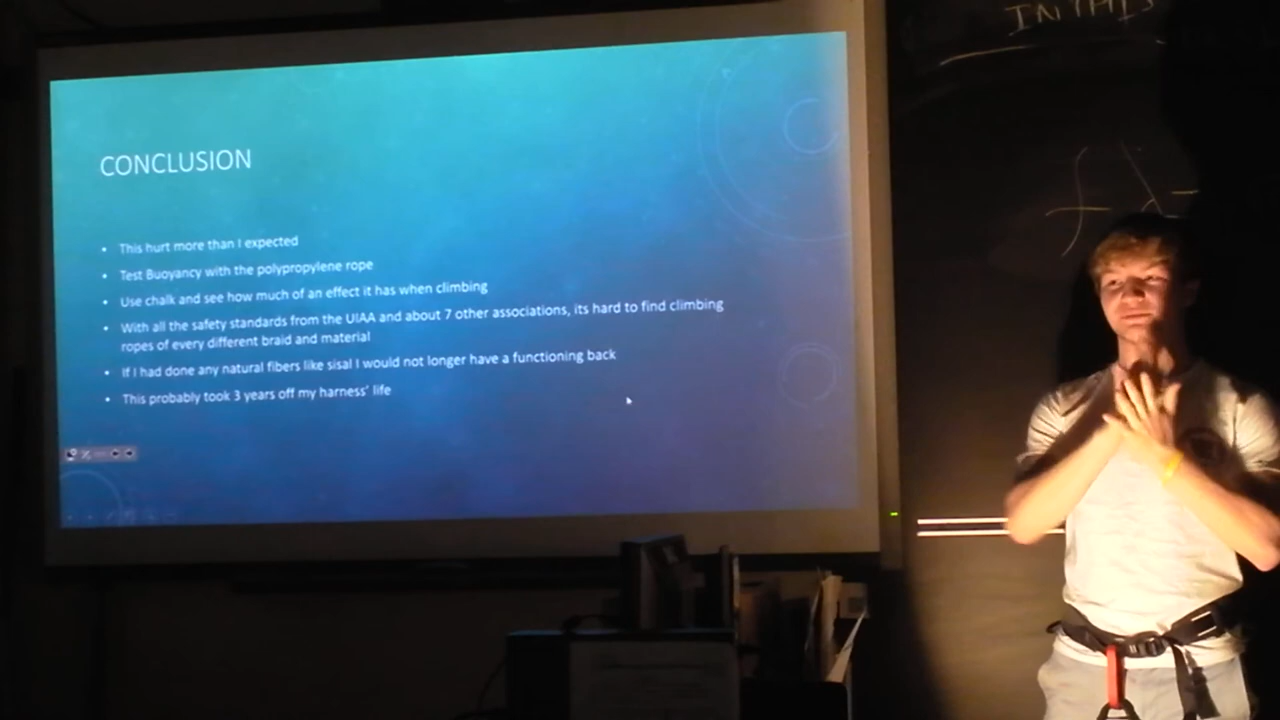 IN THIS
CONCLUSION
• This hurt more than I expected
• Test Buoyancy with the polypropylene rope
• Use chalk and see how much of an effect it has when climbing
• With all the safety standards from the UIAA and about 7 other associations, its hard to find climbing
ropes of every different braid and material
• If I had done any natural fibers like sisal I would not longer have a functioning back
• This probably took 3 years off my harness' life